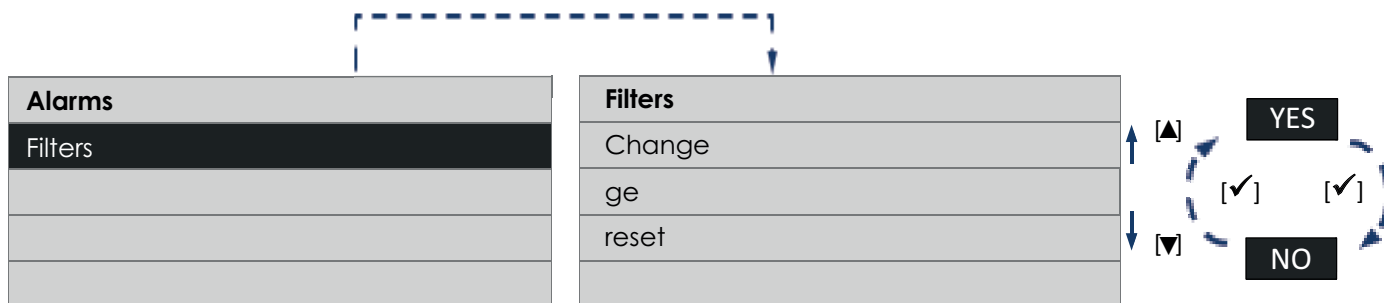 Alarms
Filters
Filters
Change
ge
reset
[▲]
[▼]
YES
[✔] [✔]
NO